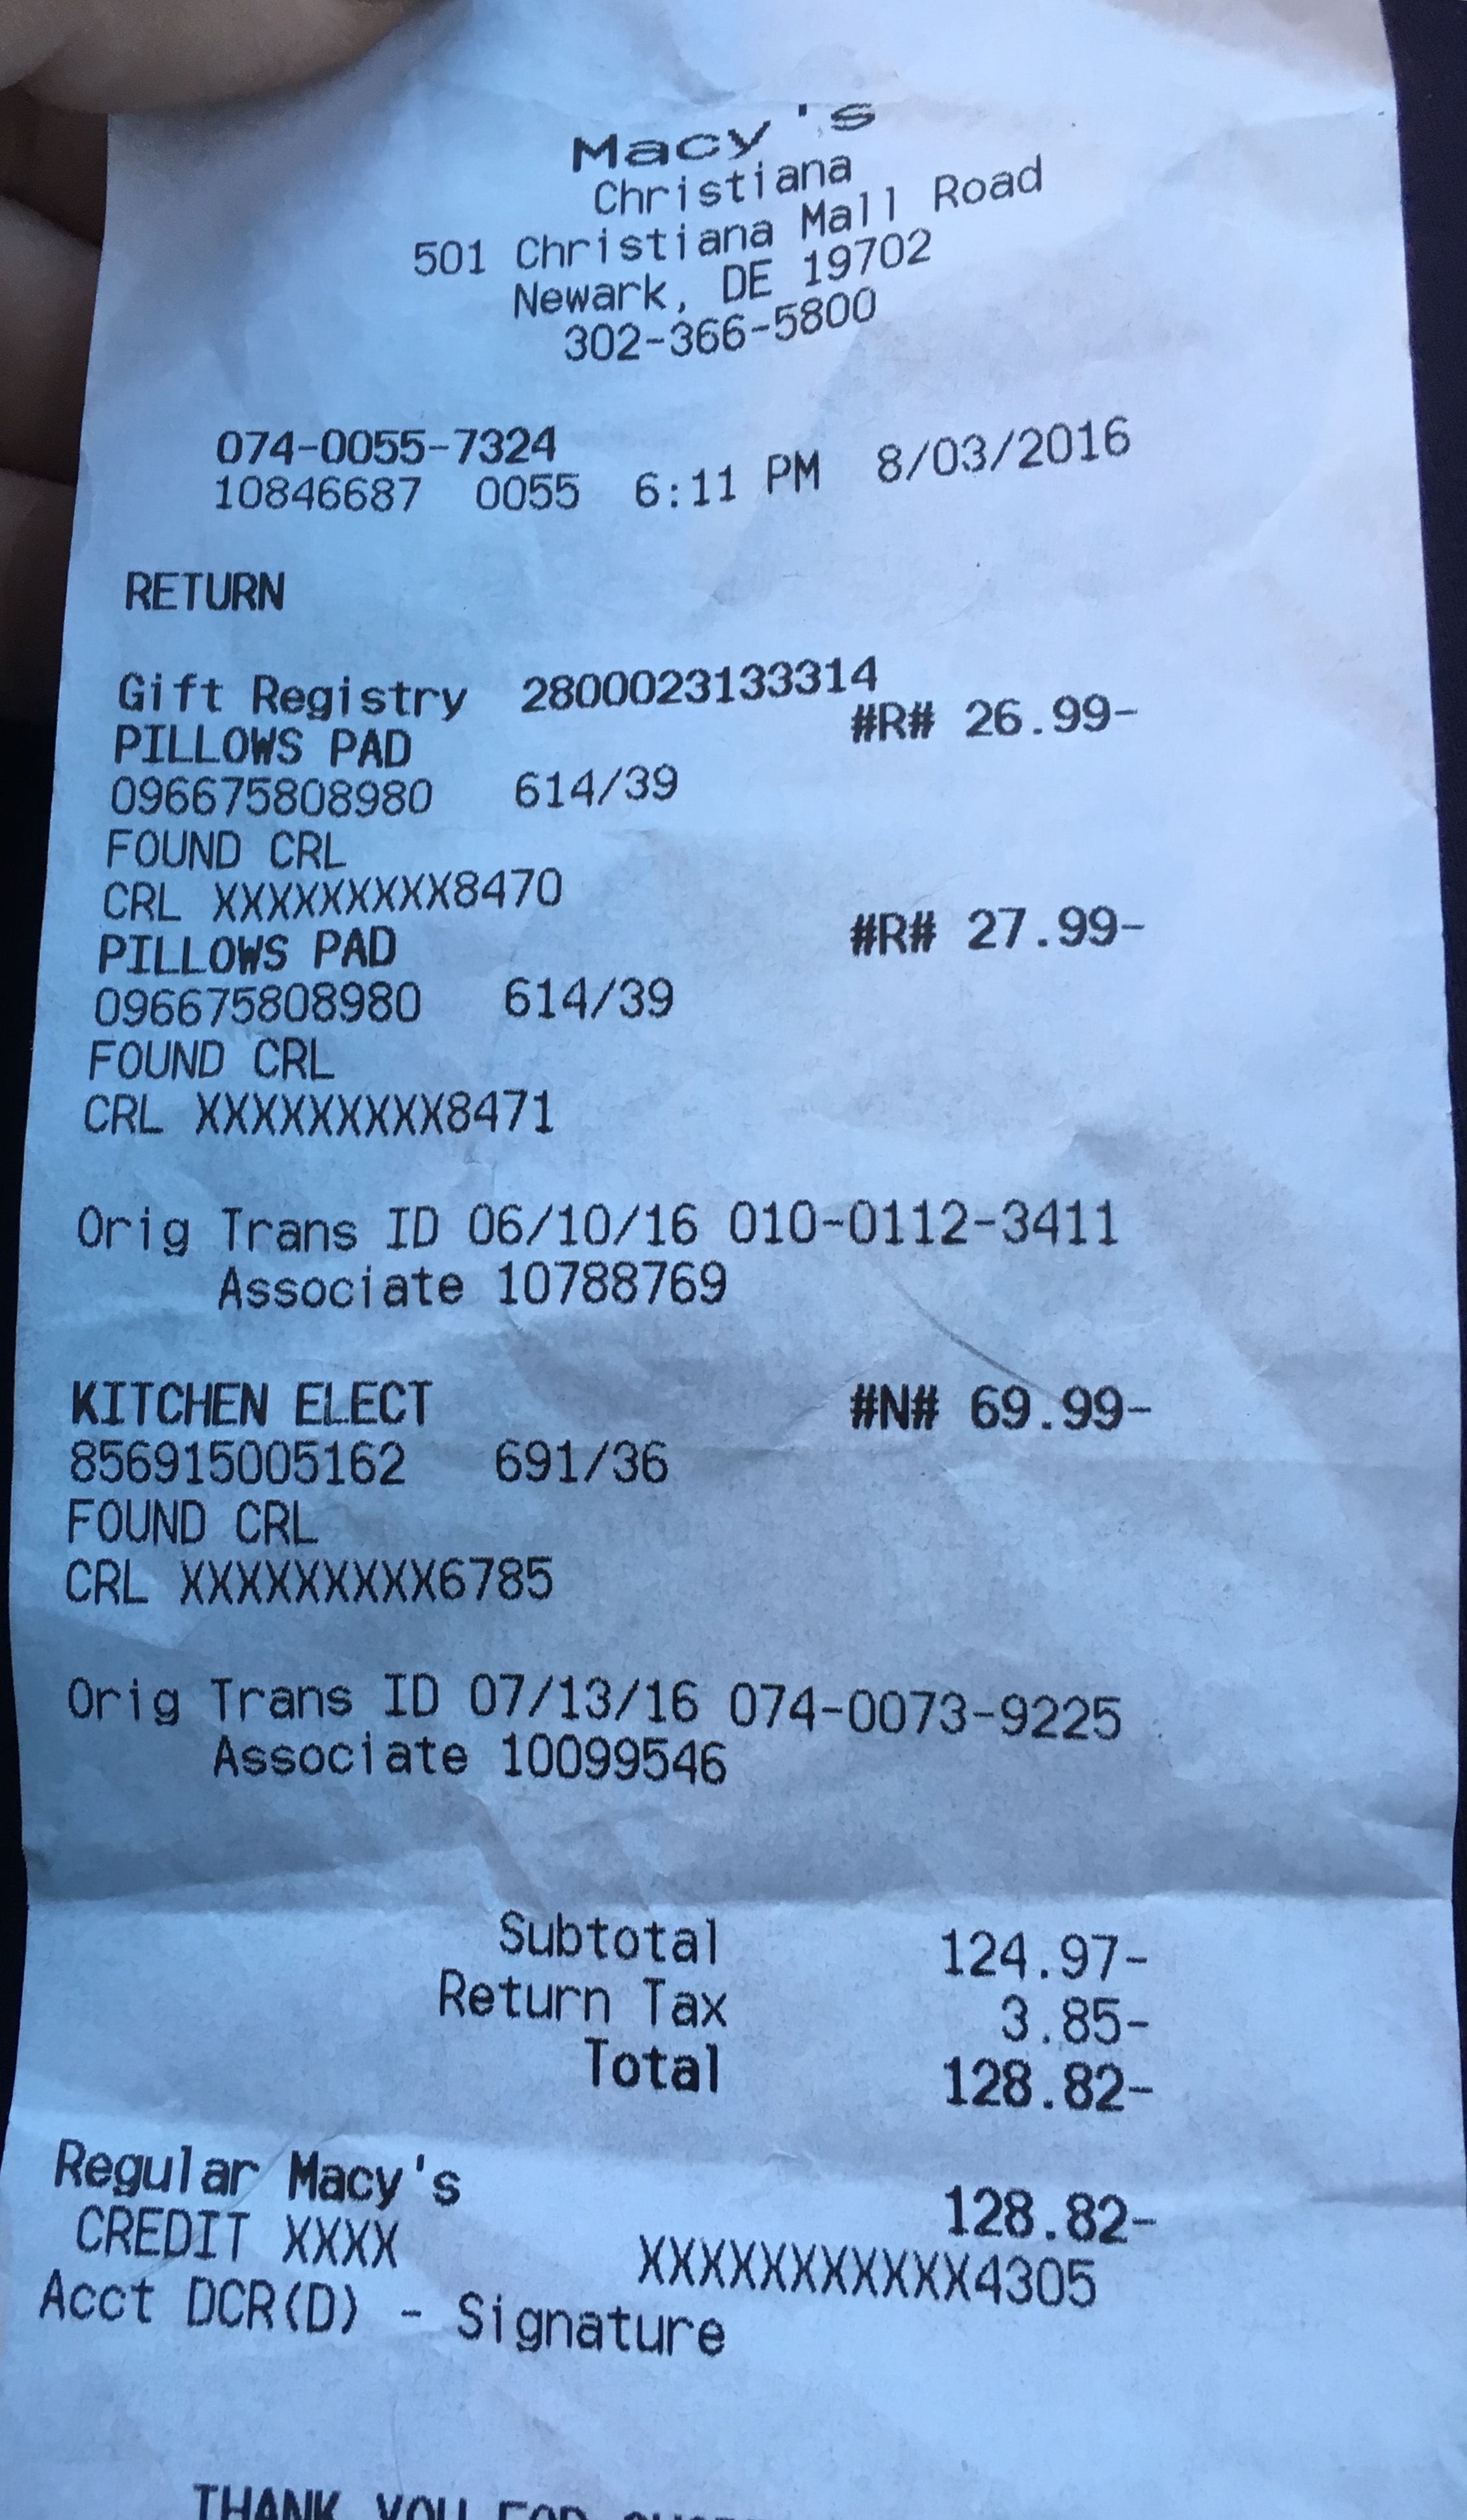 Macy's
Christiana
501 Christiana Mall Road
Newark, DE 19702
302-366-5800
074-0055-7324
10846687 0055 6:11 PM 8/03/2016
RETURN
Gift Registry 2800023133314
PILLOWS PAD #R# 26.99-
096675808980 614/39
FOUND CRL
CRL XXXXXXXXX8470
PILLOWS PAD #R# 27.99-
096675808980 614/39
FOUND CRL
CRL XXXXXXXXX8471
Orig Trans ID 06/10/16 010-0112-3411
Associate 10788769
KITCHEN ELECT #N# 69.99-
856915005162 691/36
FOUND CRL
CRL XXXXXXXXX6785
Orig Trans ID 07/13/16 074-0073-9225
Associate 10099546
Subtotal 124.97-
Return Tax 3.85-
Total 128.82-
Regular Macy's 128.82-
CREDIT XXXX XXXXXXXXXXXX4305
Acct DCR(D) - Signature
THANK YOU FOR